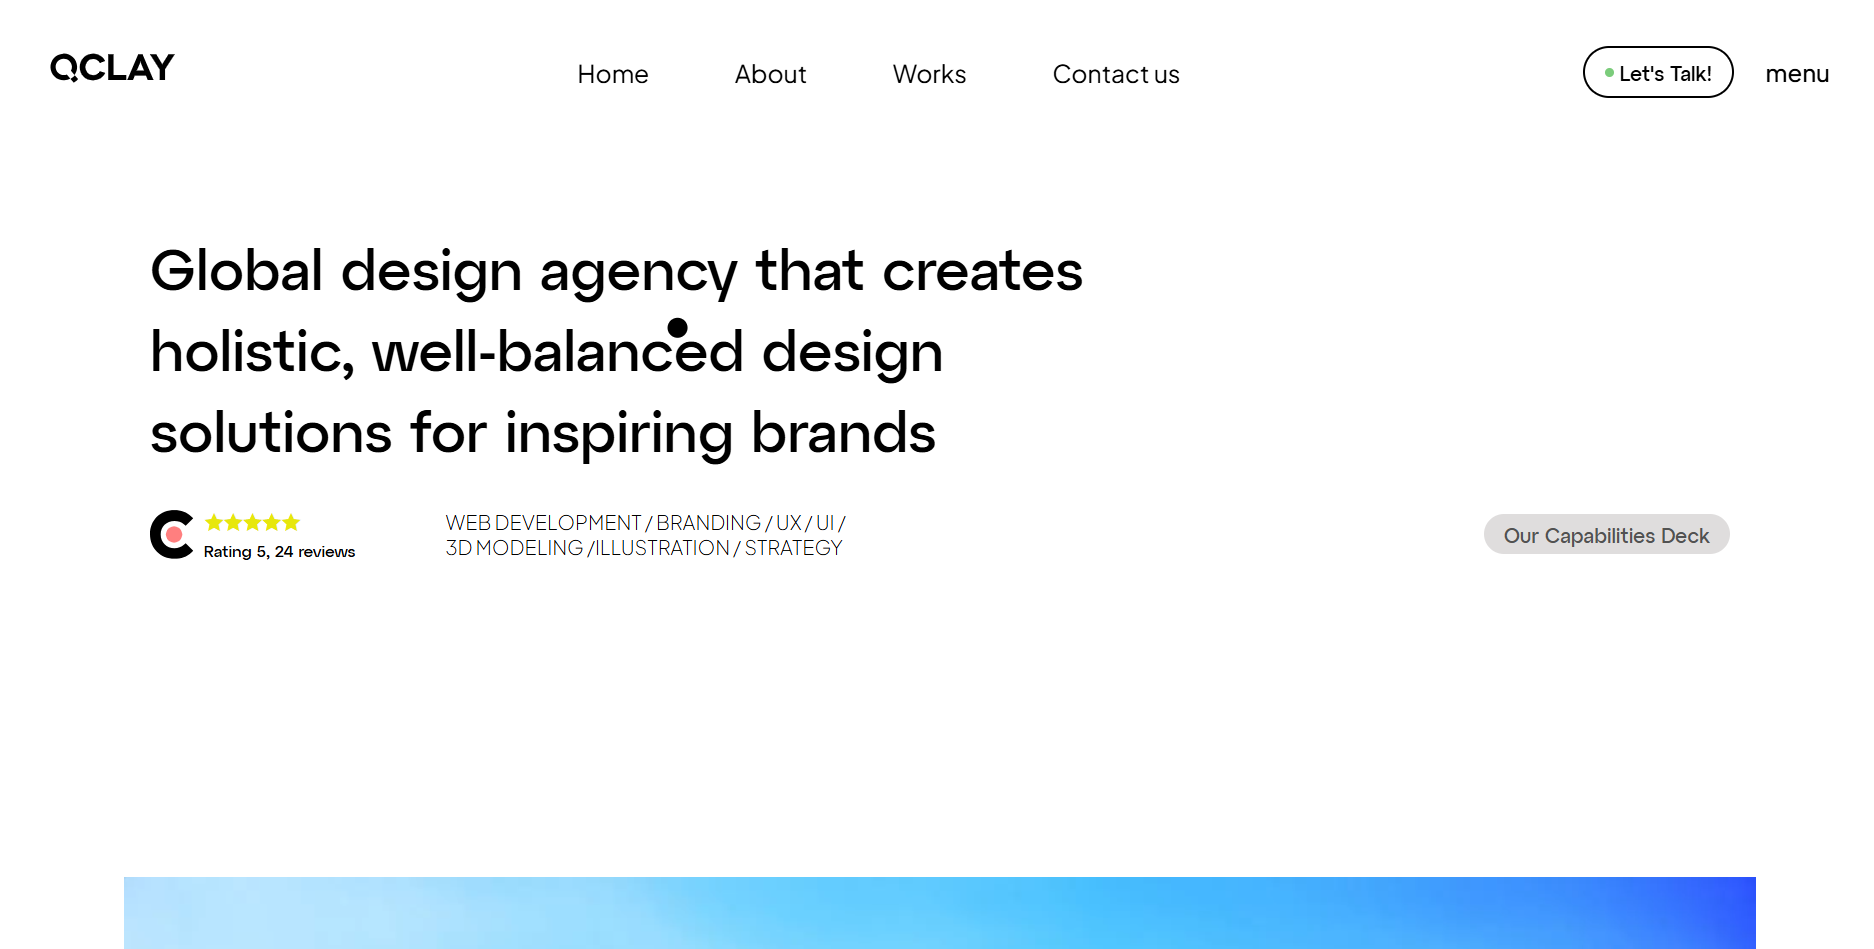 QCLAY
Home About Works Contact us
Let's Talk!
menu
Global design agency that creates
holistic, well-balanced design
solutions for inspiring brands
Rating 5, 24 reviews
WEB DEVELOPMENT / BRANDING / UX / UI /
3D MODELING /ILLUSTRATION / STRATEGY
Our Capabilities Deck